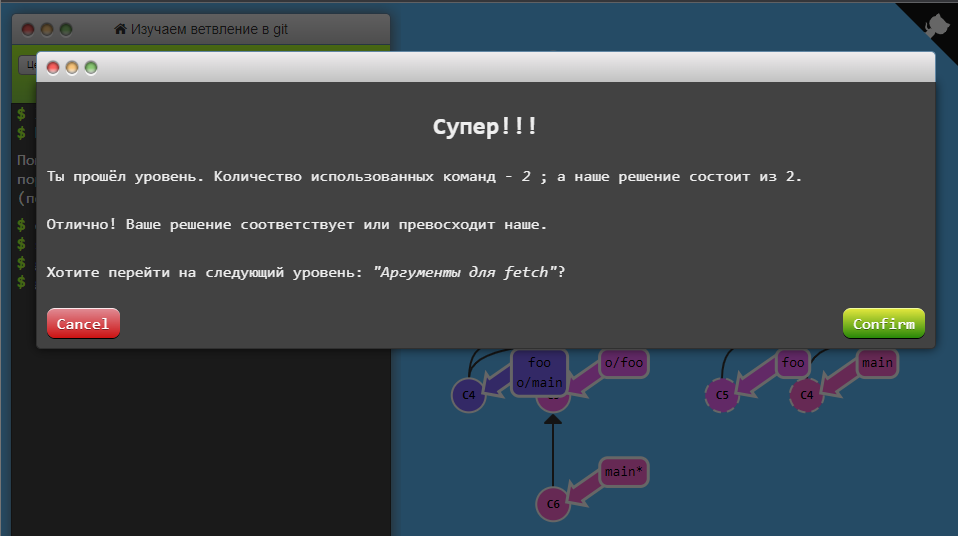 Изучаем ветвление в git
$
$
$
$
$
$
Супер!!!
Ты прошёл уровень. Количество использованных команд - 2 ; а наше решение состоит из 2.
Отлично! Ваше решение соответствует или превосходит наше.
Хотите перейти на следующий уровень: "Аргументы для fetch"?
Cancel
Confirm
foo
o/main
o/foo
C4
main*
C6
foo
main
C5
C4